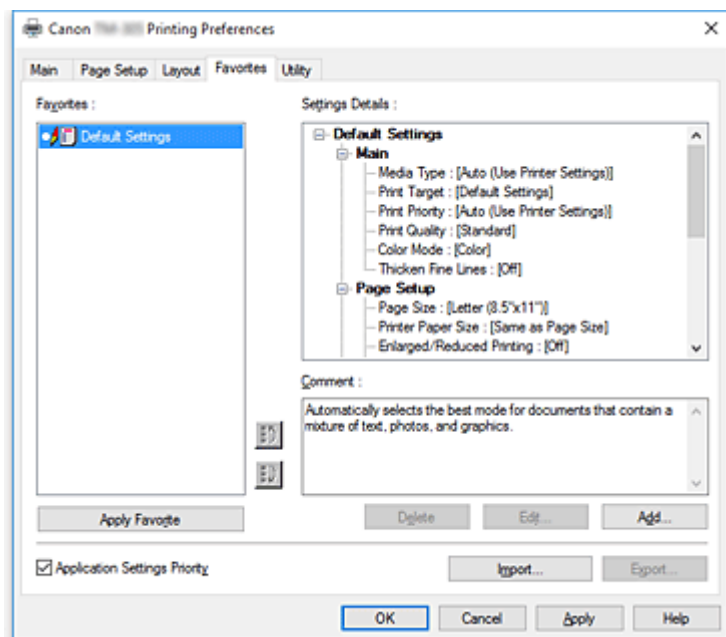 Canon Printing Preferences
Main Page Setup Layout Favorites Utility
Favorites :
Default Settings
Settings Details :
Default Settings
Main
Media Type : [Auto (Use Printer Settings)]
Print Target : [Default Settings]
Print Priority : [Auto (Use Printer Settings)]
Print Quality : [Standard]
Color Mode : [Color]
Thicken Fine Lines : [Off]
Page Setup
Page Size : [Letter (8.5"x11")]
Printer Paper Size : [Same as Page Size]
Enlarged/Reduced Printing : [Off]
Comment :
Automatically selects the best mode for documents that contain a
mixture of text, photos, and graphics.
Apply Favorite
Delete Edit... Add...
Application Settings Priority
Import... Export...
OK Cancel Apply Help